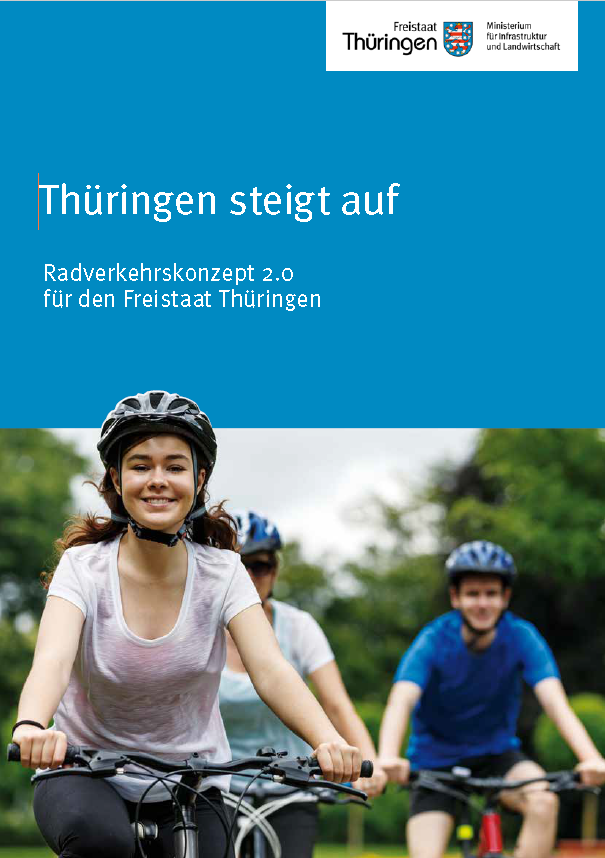 Freistaat
Thüringen
Ministerium
für Infrastruktur
und Landwirtschaft
Thüringen steigt auf
Radverkehrskonzept 2.0
für den Freistaat Thüringen